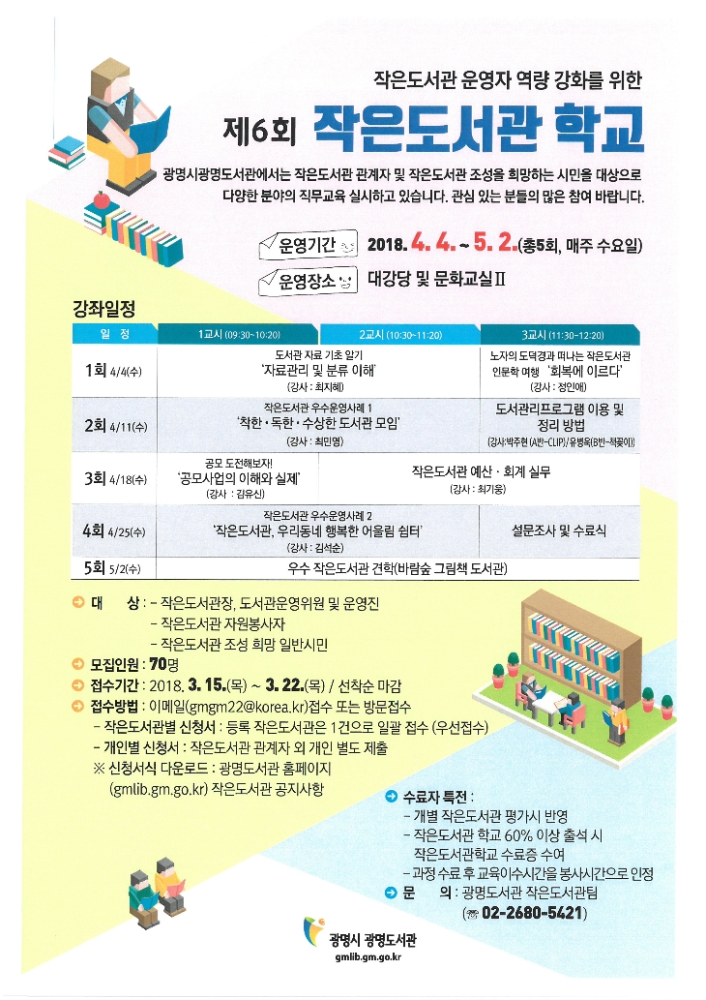 작은도서관 운영자 역량 강화를 위한
제6회 작은도서관 학교
광명시광명도서관에서는 작은도서관 관계자 및 작은도서관 조성을 희망하는 시민을 대상으로
다양한 분야의 직무교육 실시하고 있습니다. 관심 있는 분들의 많은 참여 바랍니다.
운영기간 2018. 4. 4. ~ 5. 2.(총5회, 매주 수요일)
운영장소 대강당 및 문화교실Ⅱ
강좌일정
일 정 1교시 (09:30~10:20) 2교시 (10:30~11:20) 3교시 (11:30~12:20)
1회 4/4(수)
도서관 자료 기초 알기
‘자료관리 및 분류 이해’
(강사 : 최지혜)
노자의 도덕경과 떠나는 작은도서관
인문학 여행 ‘회복에 이르다’
(강사 : 정인애)
2회 4/11(수)
작은도서관 우수운영사례 1
‘착한·독한·수상한 도서관 모임’
(강사 : 최민영)
도서관리프로그램 이용 및
정리 방법
(강사:박주현 (A반-CLIP)/유병욱(B반-책꽂이))
3회 4/18(수)
공모 도전해보자!
‘공모사업의 이해와 실제’
(강사 : 김유신)
작은도서관 예산·회계 실무
(강사 : 최기웅)
4회 4/25(수)
작은도서관 우수운영사례 2
‘작은도서관, 우리동네 행복한 어울림 쉼터’
(강사 : 김석순)
설문조사 및 수료식
5회 5/2(수) 우수 작은도서관 견학(바람숲 그림책 도서관)
대 상 : - 작은도서관장, 도서관운영위원 및 운영진
- 작은도서관 자원봉사자
- 작은도서관 조성 희망 일반시민
모집인원 : 70명
접수기간 : 2018. 3. 15.(목) ~ 3. 22.(목) / 선착순 마감
접수방법 : 이메일(gmgm22@korea.kr)접수 또는 방문접수
- 작은도서관별 신청서 : 등록 작은도서관은 1건으로 일괄 접수 (우선접수)
- 개인별 신청서 : 작은도서관 관계자 외 개인 별도 제출
※ 신청서식 다운로드 : 광명도서관 홈페이지
(gmlib.gm.go.kr) 작은도서관 공지사항
수료자 특전 :
- 개별 작은도서관 평가시 반영
- 작은도서관 학교 60% 이상 출석 시
작은도서관학교 수료증 수여
- 과정 수료 후 교육이수시간을 봉사시간으로 인정
문 의 : 광명도서관 작은도서관팀
(☏ 02-2680-5421)
광명시 광명도서관
gmlib.gm.go.kr